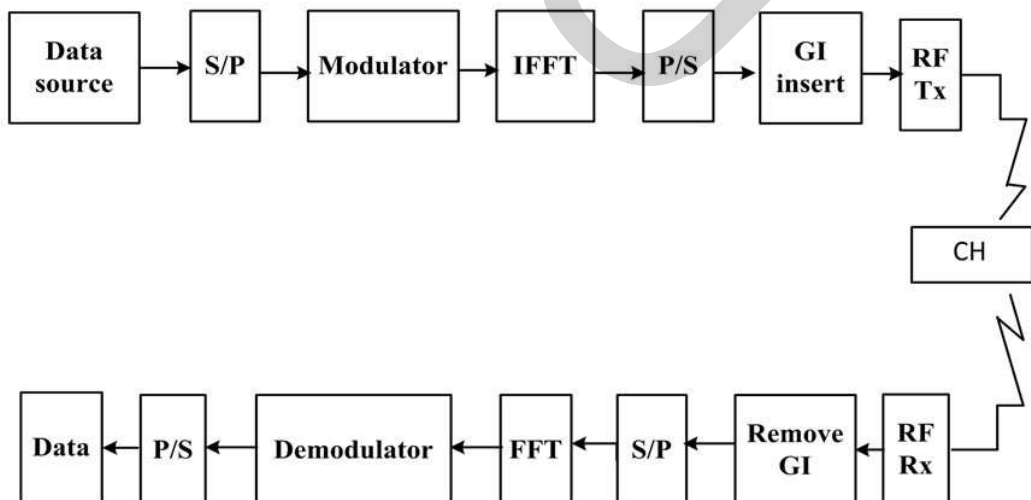 Data
source
S/P
Modulator
IFFT
P/S
GI
insert
RF
Tx
CH
Data
P/S
Demodulator
FFT
S/P
Remove
GI
RF
Rx